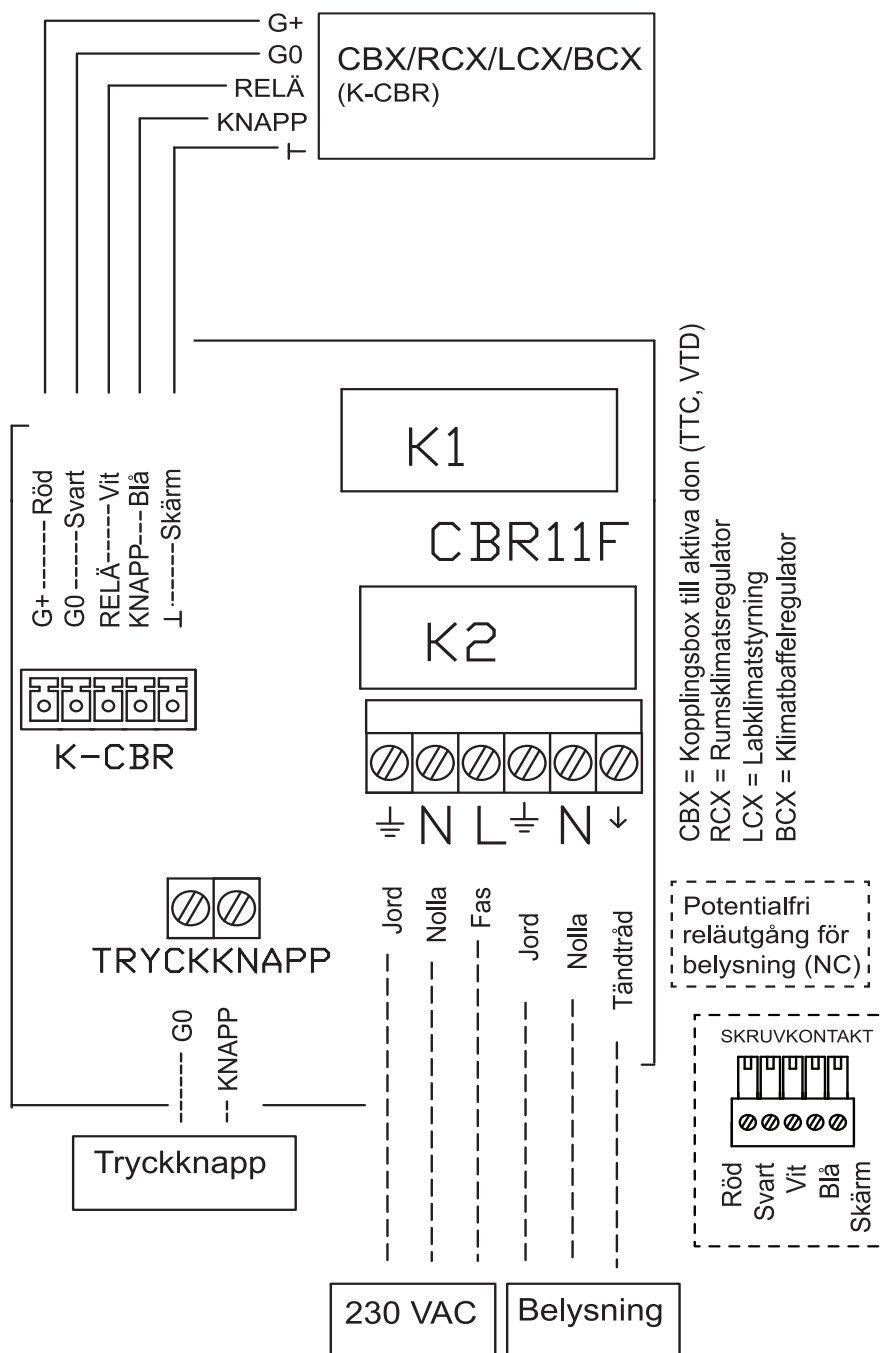 G+
G0
RELÄ
KNAPP
⊥
CBX/RCX/LCX/BCX
(K-CBR)
G+ -------Röd
G0 ------Svart
RELÄ------Vit
KNAPP---Blå
⊥ -------Skärm
K-CBR
K1
CBR11F
K2
N L N ↓
TRYCKKNAPP
G0
KNAPP
Tryckknapp
Jord
Nolla
Fas
Jord
Nolla
Tändtråd
230 VAC
Belysning
CBX = Kopplingsbox till aktiva don (TTC, VTD)
RCX = Rumsklimatsregulator
LCX = Labklimatstyrning
BCX = Klimatbaffelregulator
Potentialfri
reläutgång för
belysning (NC)
SKRUVKONTAKT
Röd
Svart
Vit
Blå
Skärm